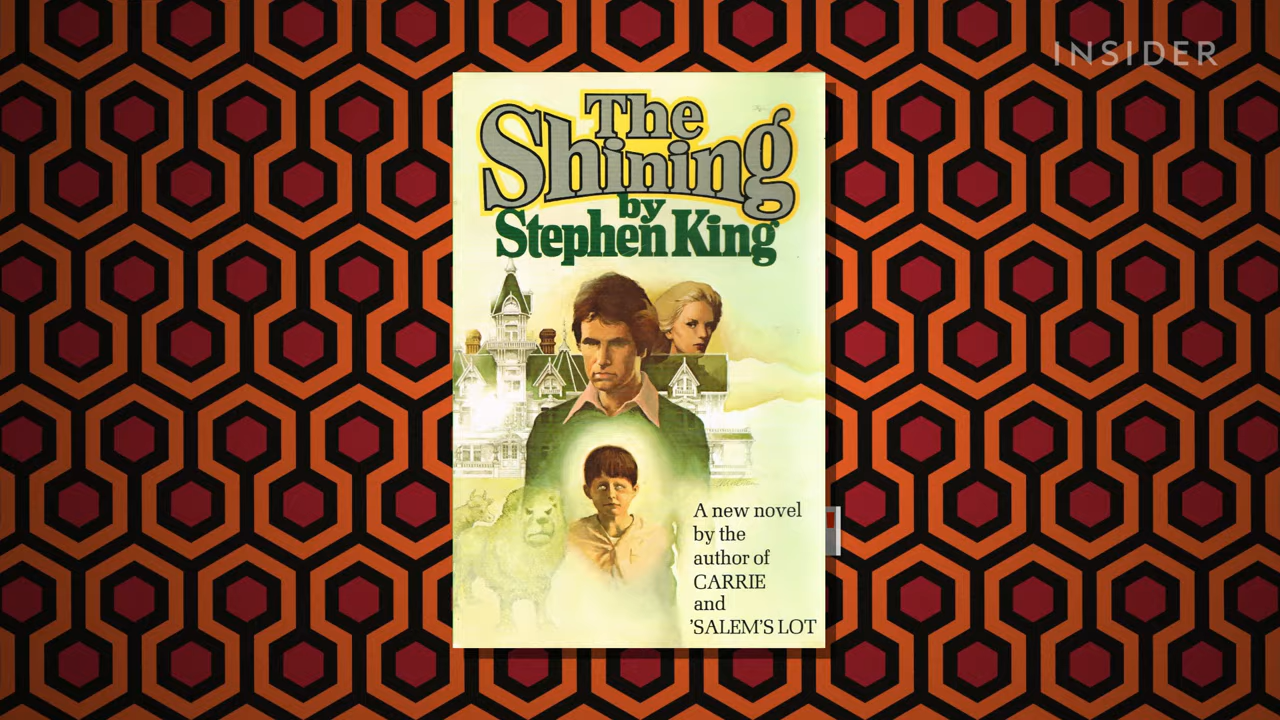 INSIDER
The
Shining
by
Stephen King
A new novel
by the
author of
CARRIE
and
'SALEM'S LOT